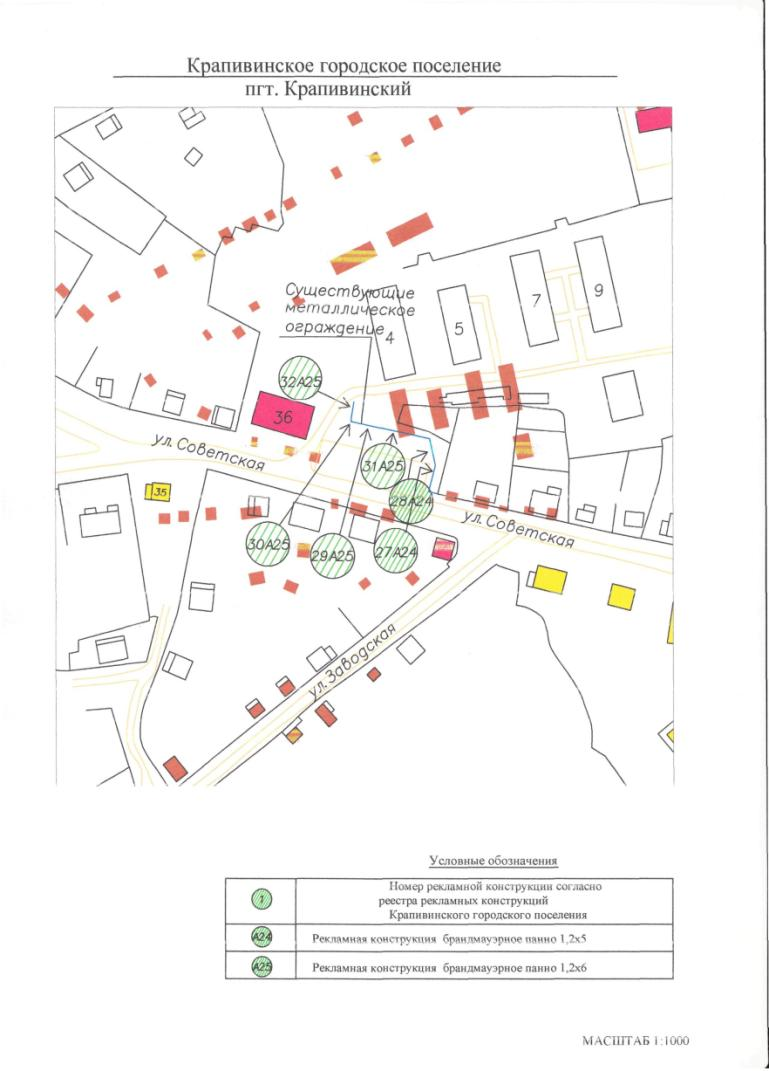 Крапивинское городское поселение
пгт. Крапивинский
Существующие
металлическое
ограждение
4
5
7
9
32А25
36
31А25
28А24
ул. Советская
35
30А25
29А25
27А24
ул. Советская
ул. Заводская
Условные обозначения
1
Номер рекламной конструкции согласно
реестра рекламных конструкций
Крапивинского городского поселения
А24
Рекламная конструкция брандмауэрное панно 1,2х5
А25
Рекламная конструкция брандмауэрное панно 1,2х6
МАСШТАБ 1:1000